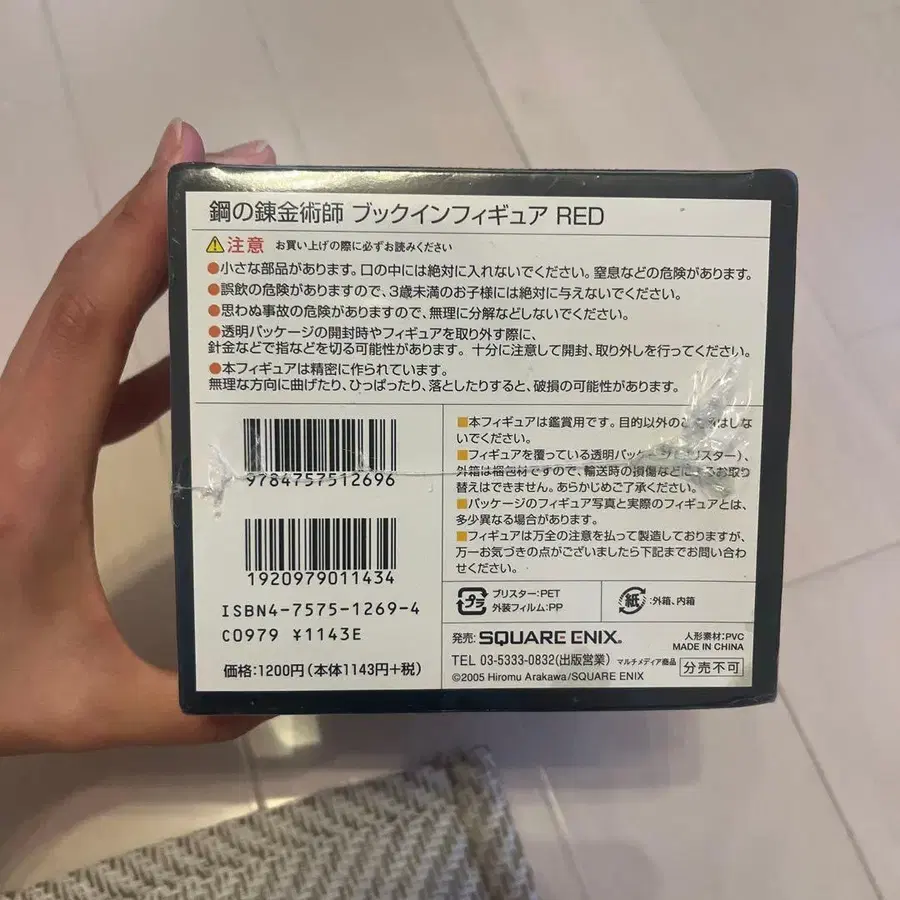 鋼の錬金術師 ブックインフィギュア RED
注意 お買い上げの際に必ずお読みください
●小さな部品があります。口の中には絶対に入れないでください。窒息などの危険があります。
●誤飲の危険がありますので、3歳未満のお子様には絶対に与えないでください。
●思わぬ事故の危険がありますので、無理に分解などしないでください。
●透明パッケージの開封時やフィギュアを取り外す際に、
針金などで指などを切る可能性があります。十分に注意して開封、取り外しを行ってください。
●本フィギュアは精密に作られています。
無理な方向に曲げたり、ひっぱったり、落としたりすると、破損の可能性があります。
9784757512696
1920979011434
ISBN4-7575-1269-4
C0979 ¥1143E
価格:1200円(本体1143円+税)
■本フィギュアは鑑賞用です。目的以外のご はしな
いでください。
■フィギュアを覆っている透明パッケージ(ブリスター)、
外箱は梱包材ですので、輸送時の損傷などによるお取り
替えはできません。あらかじめご了承ください。
■パッケージのフィギュア写真と実際のフィギュアとは、
多少異なる場合があります。
■フィギュアは万全の注意を払って製造しておりますが、
万一お気づきの点がございましたら下記までお問い合わ
せください。
プラ ブリスター:PET
外装フィルム:PP
紙 :外箱、内箱
発売: SQUARE ENIX.
人形素材:PVC
MADE IN CHINA
TEL 03-5333-0832(出版営業) マルチメディア商品 分売不可
©2005 Hiromu Arakawa/SQUARE ENIX